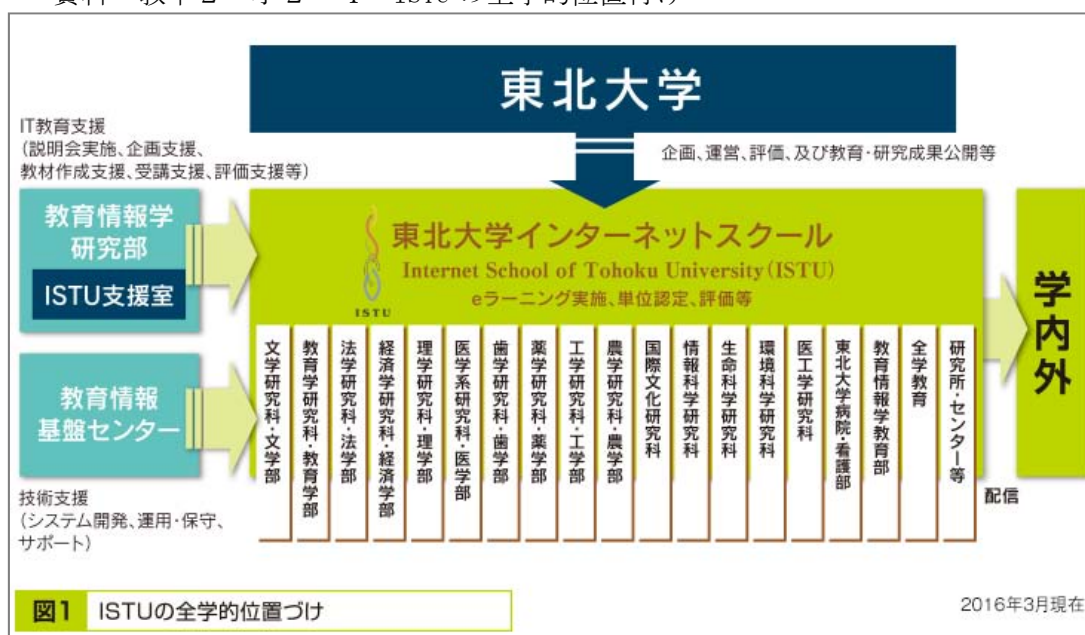 東北大学
企画、運営、評価、及び教育・研究成果公開等
IT教育支援
(説明会実施、企画支援、
教材作成支援、受講支援、評価支援等)
教育情報学
研究部
ISTU支援室
教育情報
基盤センター
技術支援
(システム開発、運用・保守、
サポート)
ISTU
東北大学インターネットスクール
Internet School of Tohoku University(ISTU)
eラーニング実施、単位認定、評価等
文学研究科・文学部
教育学研究科・教育学部
法学研究科・法学部
経済学研究科・経済学部
理学研究科・理学部
医学系研究科・医学部
歯学研究科・歯学部
薬学研究科・薬学部
工学研究科・工学部
農学研究科・農学部
国際文化研究科
情報科学研究科
生命科学研究科
環境科学研究科
医工学研究科
東北大学病院・看護部
教育情報学教育部
全学教育
研究所・センター等
学内外
配信
図1 ISTUの全学的位置づけ
2016年3月現在